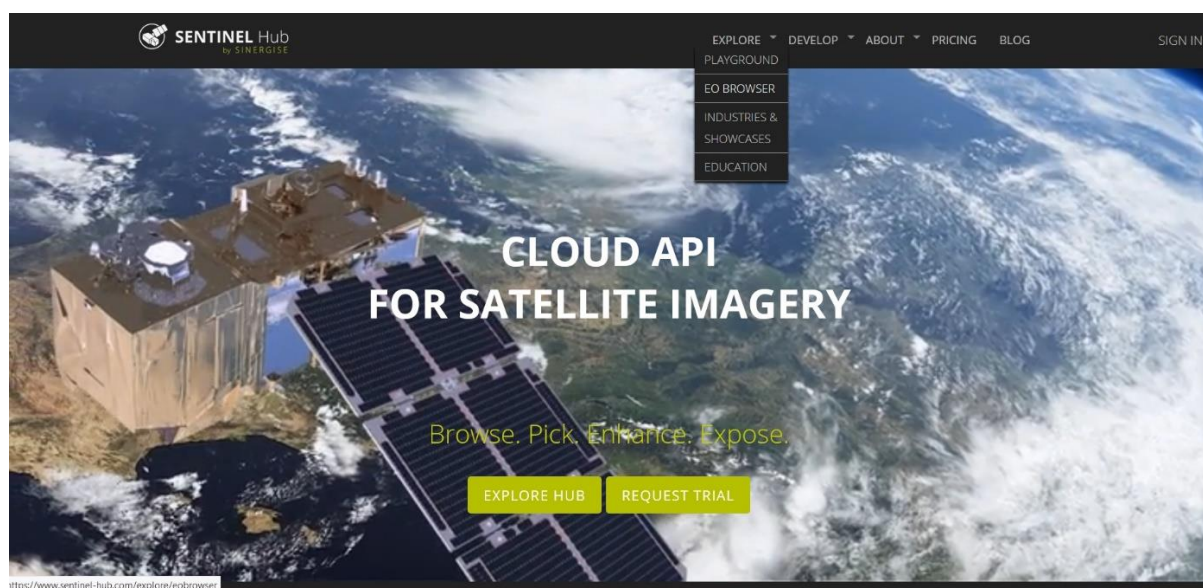 SENTINEL Hub
by SINERGISE
EXPLORE DEVELOP ABOUT PRICING BLOG SIGN IN
PLAYGROUND
EO BROWSER
INDUSTRIES &
SHOWCASES
EDUCATION
CLOUD API
FOR SATELLITE IMAGERY
Browse. Pick. Enhance. Expose.
EXPLORE HUB REQUEST TRIAL
ttps://www.sentinel-hub.com/explore/eobrowser